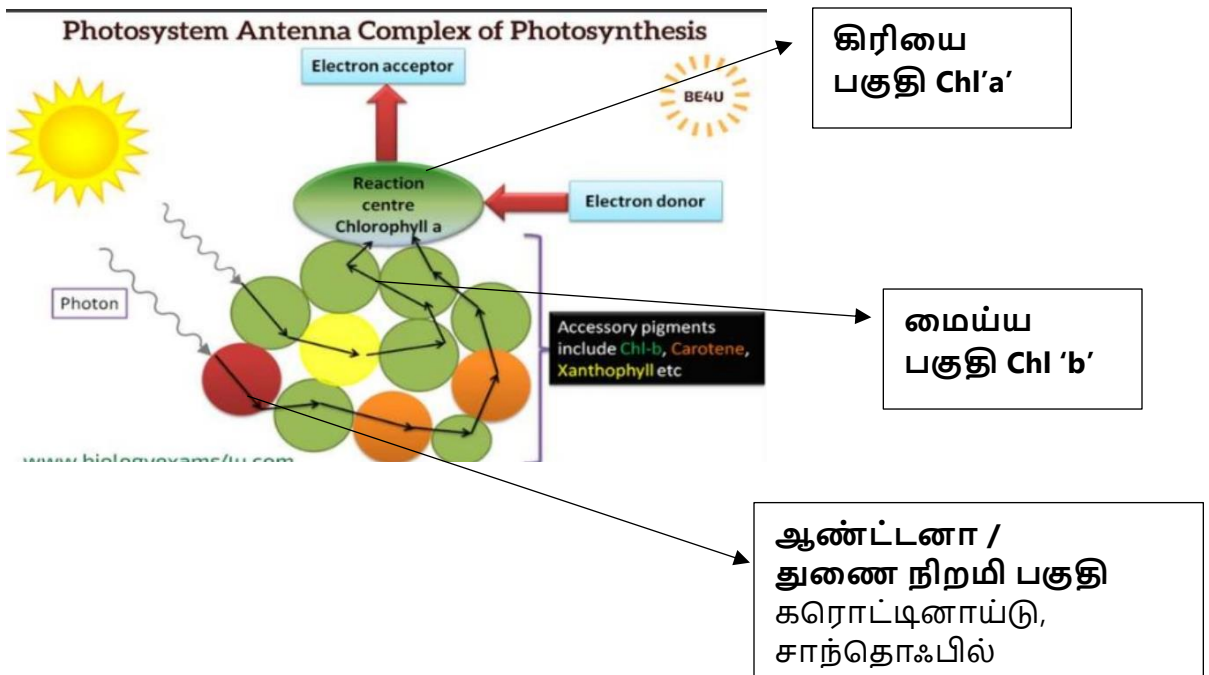 Photosystem Antenna Complex of Photosynthesis
Electron acceptor
BE4U
Reaction
centre
Chlorophyll a
Electron donor
Photon
Accessory pigments
include Chl-b, Carotene,
Xanthophyll etc
கிரியை
பகுதி Chl’a’
மைய்ய
பகுதி Chl ‘b’
ஆண்ட்டனா /
துணை நிறமி பகுதி
கரொட்டினாய்டு,
சாந்தொஃபில்